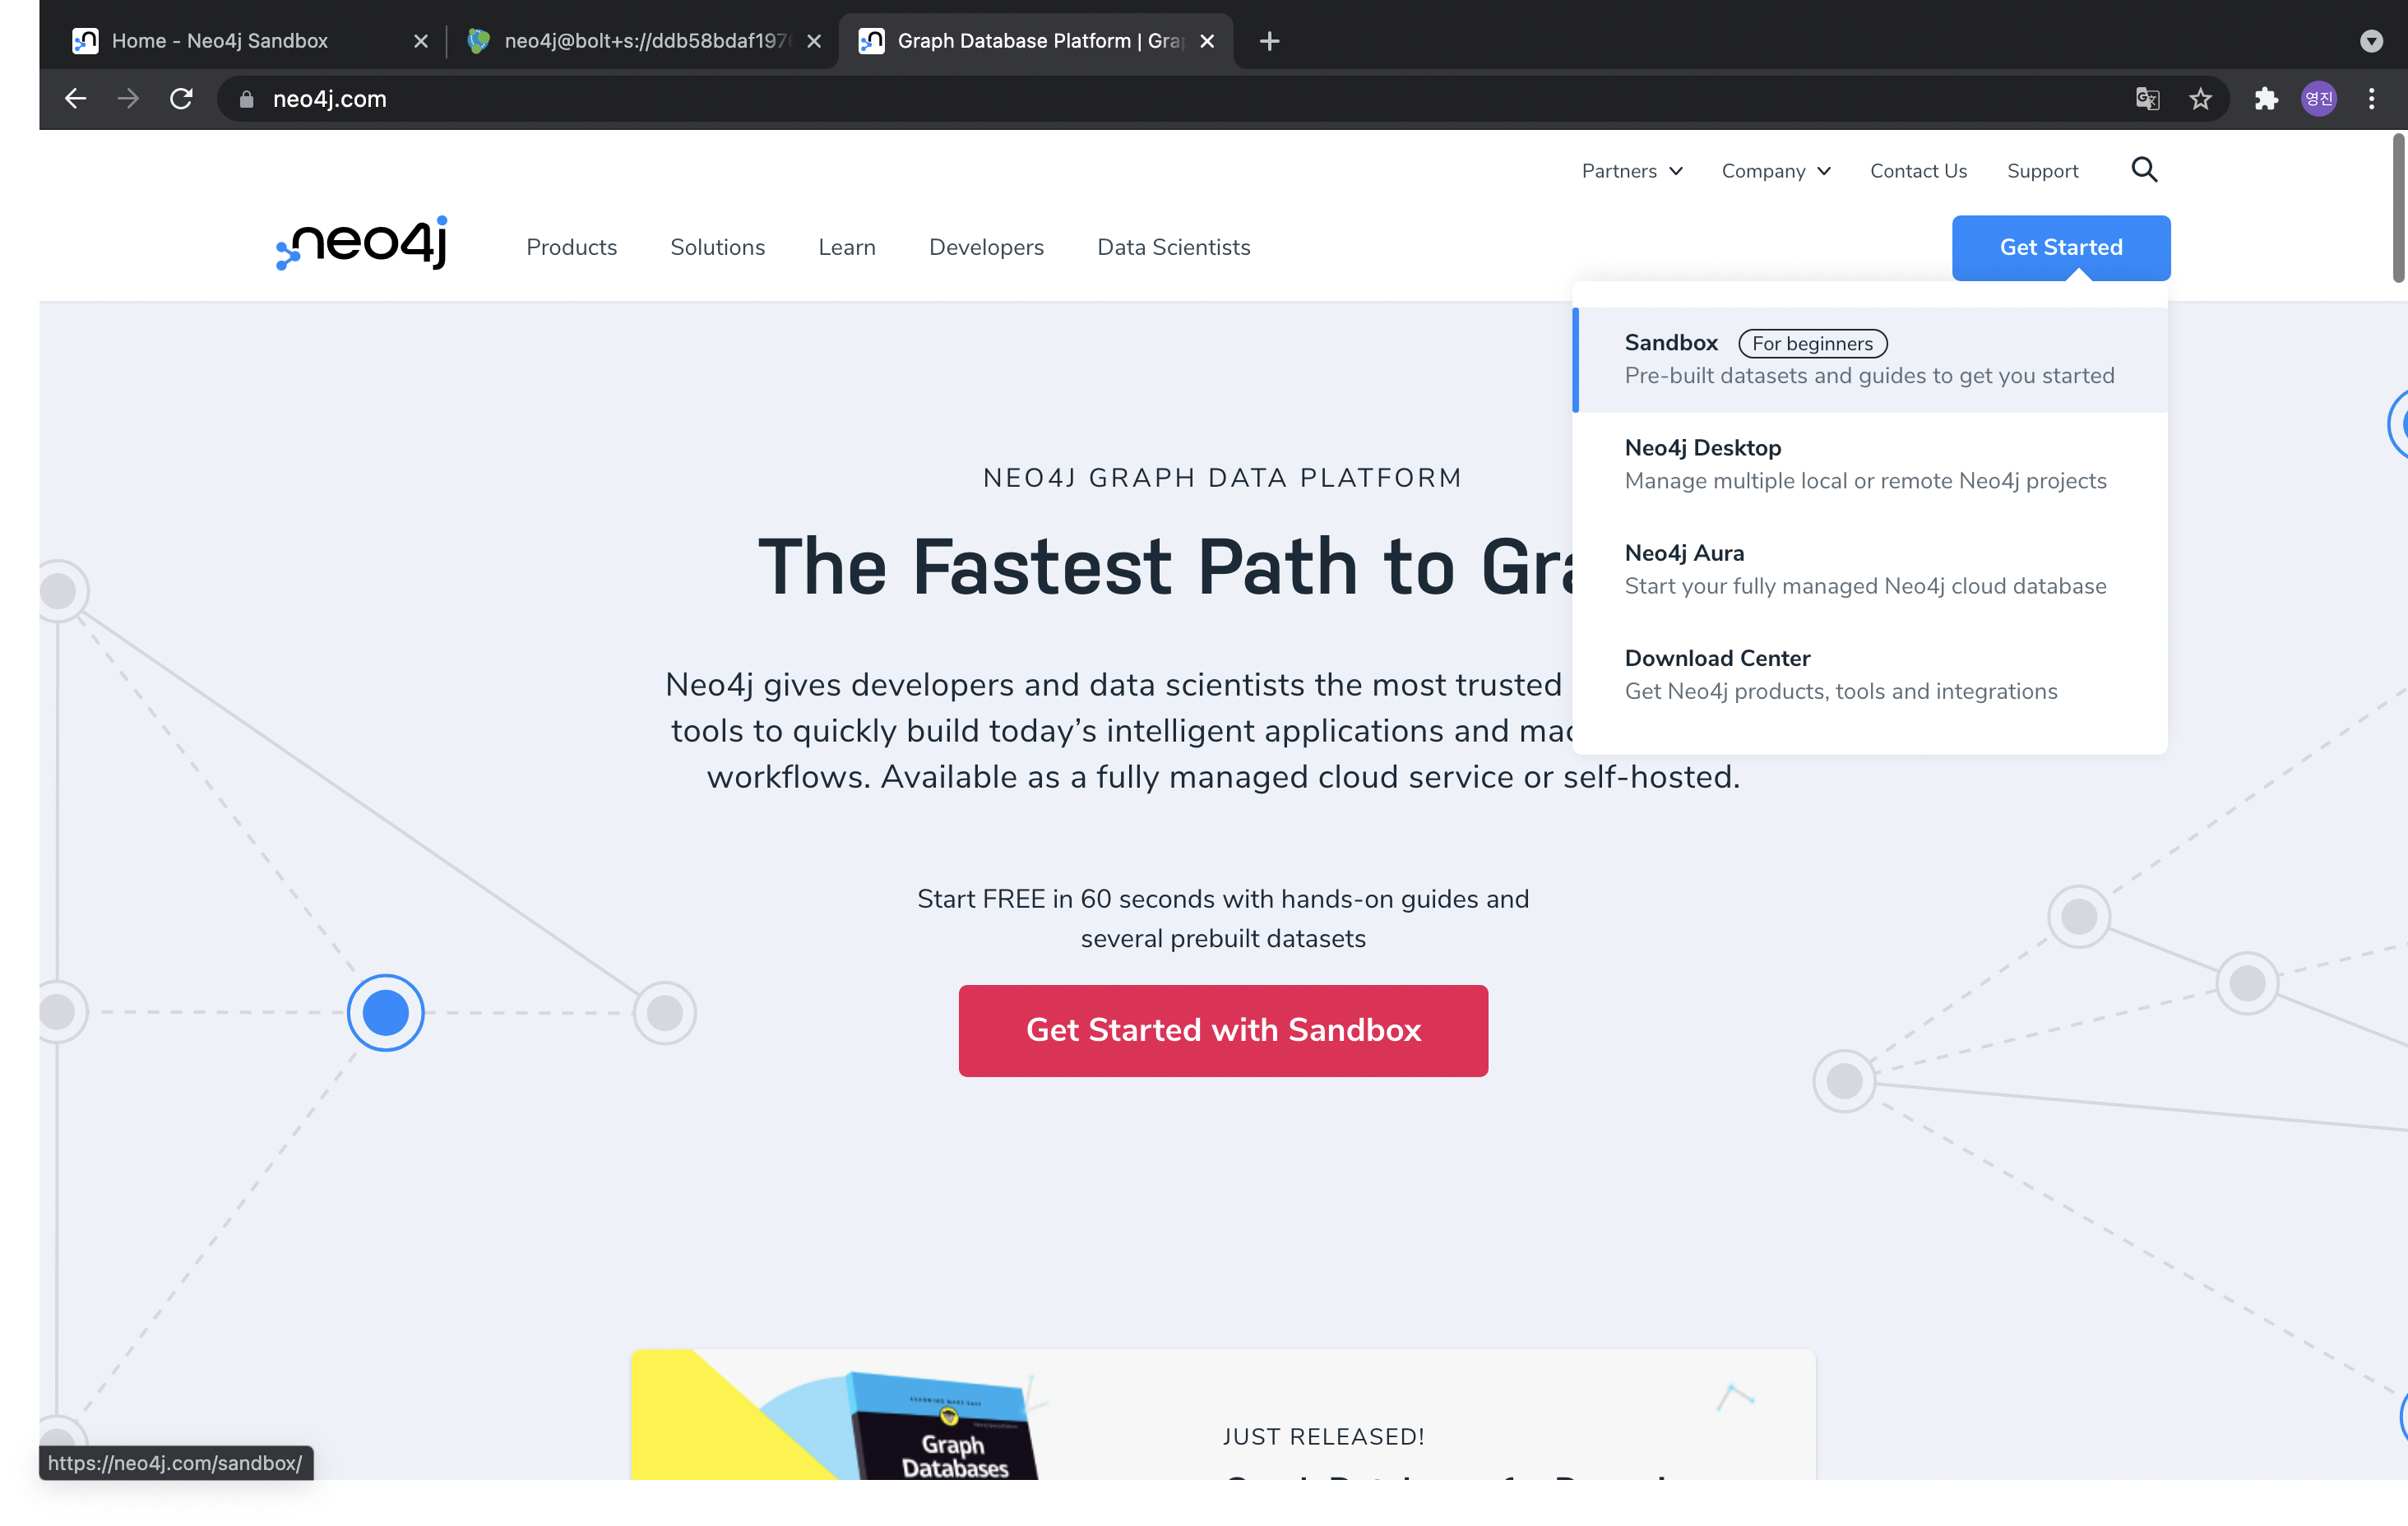 Home - Neo4j Sandbox
neo4j@bolt+s://ddb58bdaf197
Graph Database Platform | Gra
neo4j.com
영진
Partners Company Contact Us Support
neo4j Products Solutions Learn Developers Data Scientists Get Started
Sandbox For beginners
Pre-built datasets and guides to get you started
Neo4j Desktop
Manage multiple local or remote Neo4j projects
Neo4j Aura
Start your fully managed Neo4j cloud database
Download Center
Get Neo4j products, tools and integrations
NEO4J GRAPH DATA PLATFORM
The Fastest Path to Gra
Neo4j gives developers and data scientists the most trusted
tools to quickly build today’s intelligent applications and mac
workflows. Available as a fully managed cloud service or self-hosted.
Start FREE in 60 seconds with hands-on guides and
several prebuilt datasets
Get Started with Sandbox
LEARNING MADE EASY
Graph
Databases
JUST RELEASED!
https://neo4j.com/sandbox/